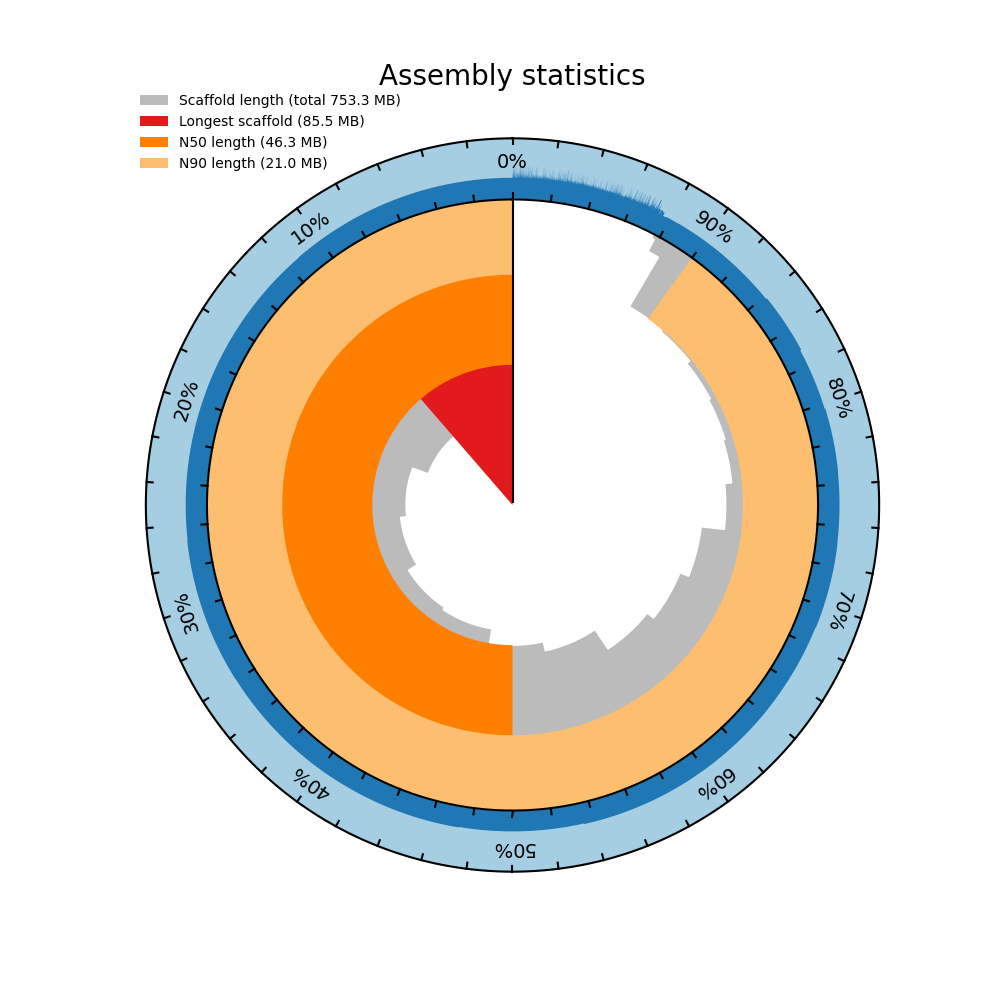 Assembly statistics
Scaffold length (total 753.3 MB)
Longest scaffold (85.5 MB)
N50 length (46.3 MB)
N90 length (21.0 MB)
0%
10%
20%
30%
40%
50%
60%
70%
80%
90%